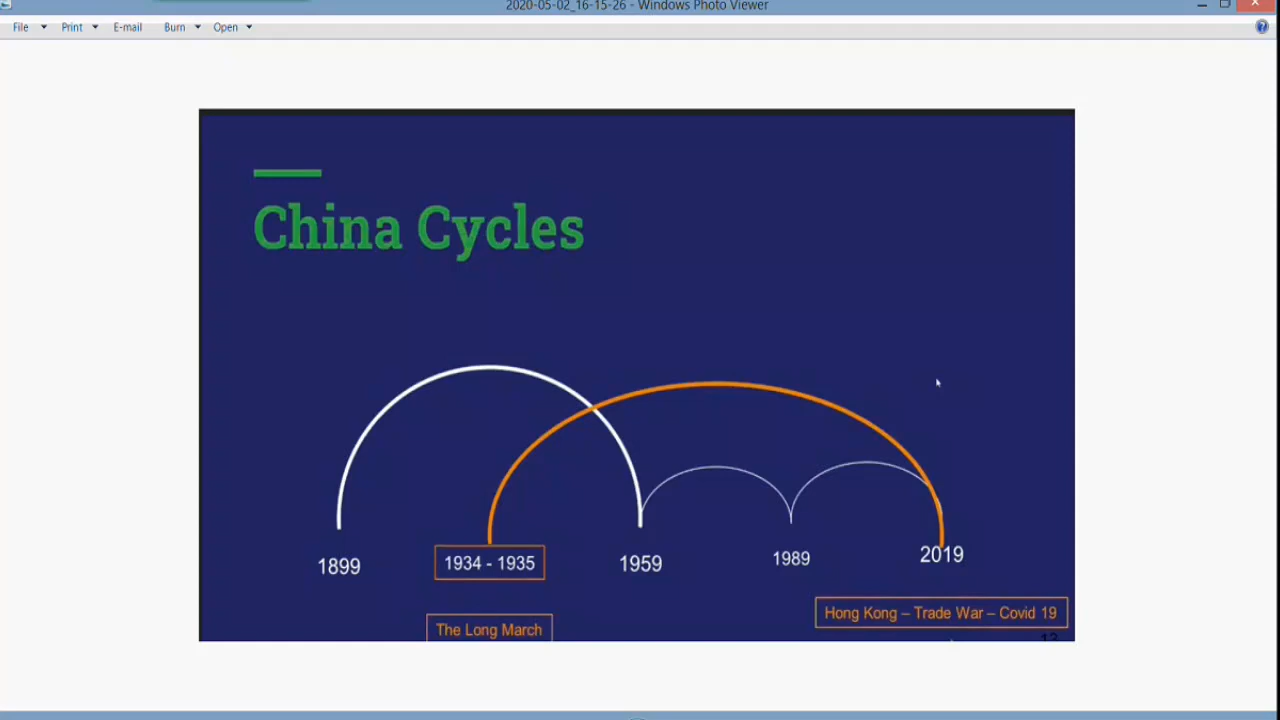 2020-05-02_16-15-26 - Windows Photo Viewer
File Print E-mail Burn Open
China Cycles
1899 1934 - 1935 1959 1989 2019
Hong Kong – Trade War – Covid 19
The Long March
13